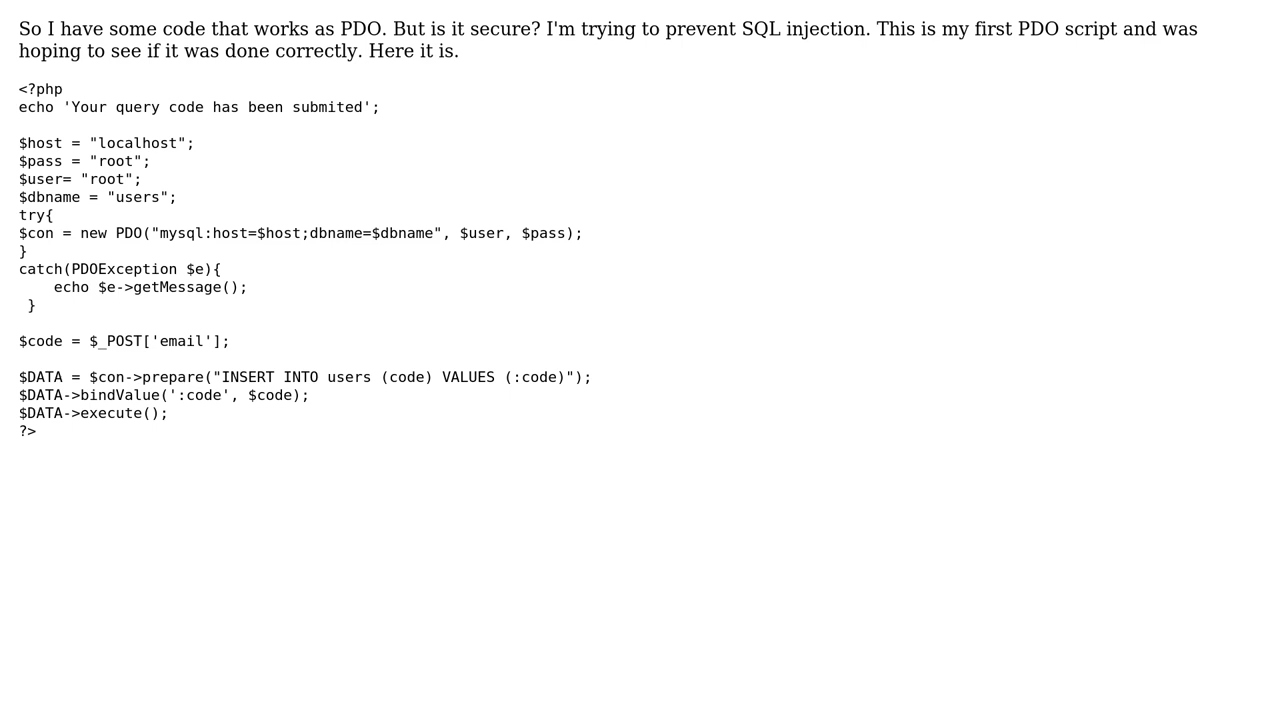 So I have some code that works as PDO. But is it secure? I'm trying to prevent SQL injection. This is my first PDO script and was
hoping to see if it was done correctly. Here it is.
<?php
echo 'Your query code has been submited';
$host = "localhost";
$pass = "root";
$user= "root";
$dbname = "users";
try{
$con = new PDO("mysql:host=$host;dbname=$dbname", $user, $pass);
}
catch(PDOException $e){
    echo $e->getMessage();
 }
$code = $_POST['email'];
$DATA = $con->prepare("INSERT INTO users (code) VALUES (:code)");
$DATA->bindValue(':code', $code);
$DATA->execute();
?>